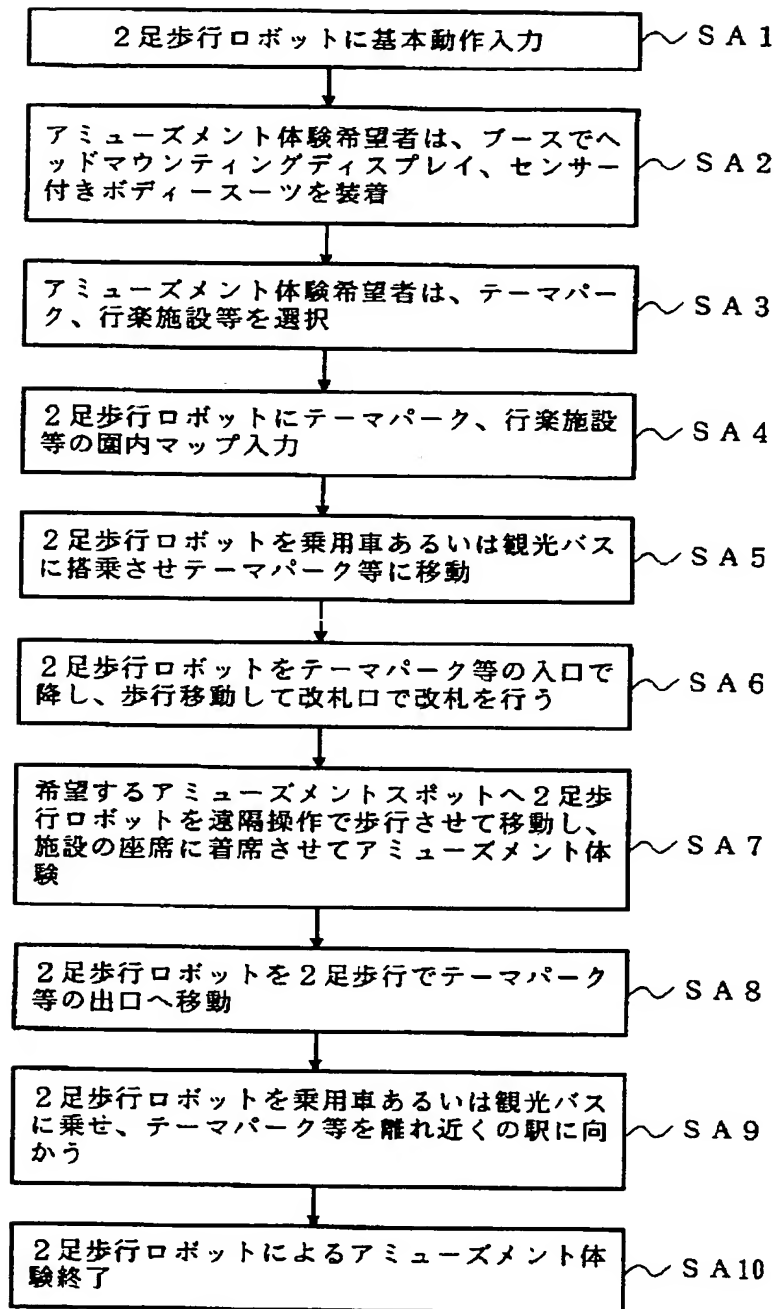 ２足歩行ロボットに基本動作入力
ＳＡ１
アミューズメント体験希望者は、ブースでヘ
ッドマウンティングディスプレイ、センサー
付きボディースーツを装着
ＳＡ２
アミューズメント体験希望者は、テーマパー
ク、行楽施設等を選択
ＳＡ３
２足歩行ロボットにテーマパーク、行楽施設
等の園内マップ入力
ＳＡ４
２足歩行ロボットを乗用車あるいは観光バス
に搭乗させテーマパーク等に移動
ＳＡ５
２足歩行ロボットをテーマパーク等の入口で
降し、歩行移動して改札口で改札を行う
ＳＡ６
希望するアミューズメントスポットへ２足歩
行ロボットを遠隔操作で歩行させて移動し、
施設の座席に着席させてアミューズメント体
験
ＳＡ７
２足歩行ロボットを２足歩行でテーマパーク
等の出口へ移動
ＳＡ８
２足歩行ロボットを乗用車あるいは観光バス
に乗せ、テーマパーク等を離れ近くの駅に向
かう
ＳＡ９
２足歩行ロボットによるアミューズメント体
験終了
ＳＡ１０